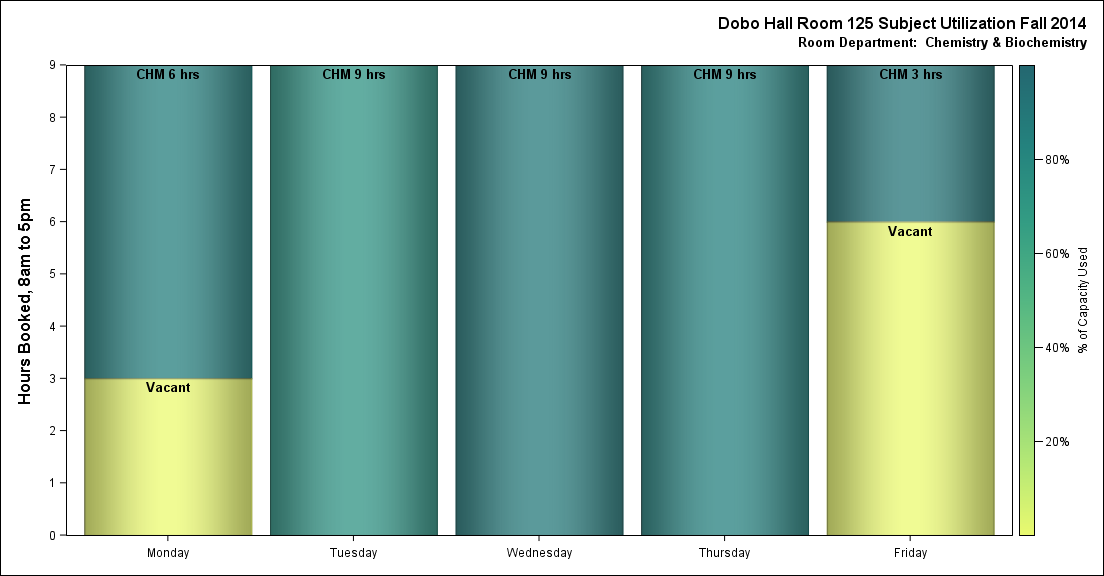 Dobo Hall Room 125 Subject Utilization Fall 2014
Room Department:  Chemistry & Biochemistry
Hours Booked, 8am to 5pm
9
8
7
6
5
4
3
2
1
0
CHM 6 hrs
CHM 9 hrs
CHM 9 hrs
CHM 9 hrs
CHM 3 hrs
Vacant
Vacant
Monday
Tuesday
Wednesday
Thursday
Friday
80%
60%
40%
20%
% of Capacity Used